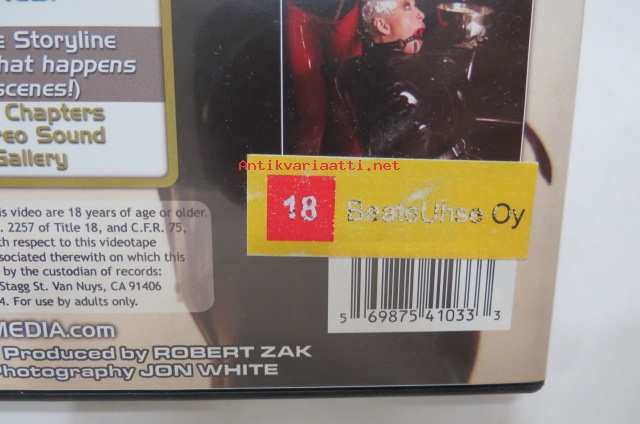 e Storyline
hat happens
scenes!)
Chapters
reo Sound
Gallery
Antikvariaatti.net
is video are 18 years of age or older.
. 2257 of Title 18, and C.F.R. 75,
th respect to this videotape
sociated therewith on which this
by the custodian of records:
Stagg St. Van Nuys, CA 91406
4. For use by adults only.
18 BeateUhse Oy
5 69875 41033 3
MEDIA.com
Produced by ROBERT ZAK
hotography JON WHITE